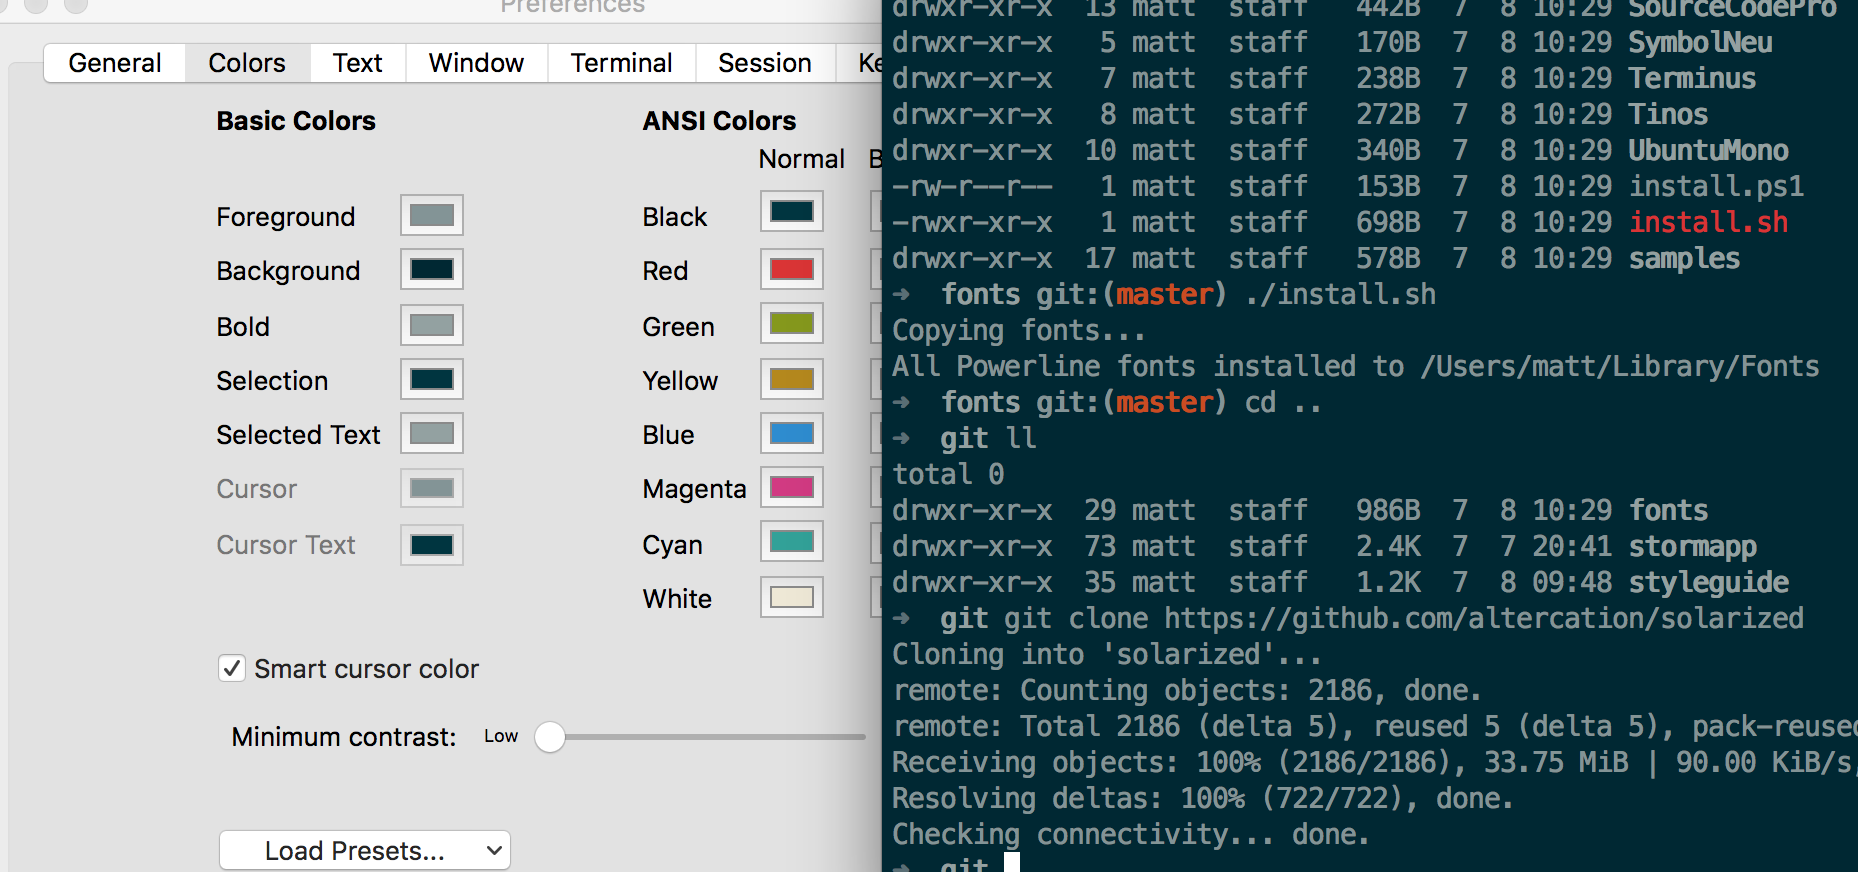 Preferences
General Colors Text Window Terminal Session Ke
Basic Colors
ANSI Colors
Normal B
Foreground
Background
Bold
Selection
Selected Text
Cursor
Cursor Text
Black
Red
Green
Yellow
Blue
Magenta
Cyan
White
Smart cursor color
Minimum contrast: Low
Load Presets...
drwxr-xr-x 13 matt staff 442B 7 8 10:29 SourceCodePro
drwxr-xr-x 5 matt staff 170B 7 8 10:29 SymbolNeu
drwxr-xr-x 7 matt staff 238B 7 8 10:29 Terminus
drwxr-xr-x 8 matt staff 272B 7 8 10:29 Tinos
drwxr-xr-x 10 matt staff 340B 7 8 10:29 UbuntuMono
-rw-r--r-- 1 matt staff 153B 7 8 10:29 install.ps1
-rwxr-xr-x 1 matt staff 698B 7 8 10:29 install.sh
drwxr-xr-x 17 matt staff 578B 7 8 10:29 samples
➜ fonts git:(master) ./install.sh
Copying fonts...
All Powerline fonts installed to /Users/matt/Library/Fonts
➜ fonts git:(master) cd ..
➜ git ll
total 0
drwxr-xr-x 29 matt staff 986B 7 8 10:29 fonts
drwxr-xr-x 73 matt staff 2.4K 7 7 20:41 stormapp
drwxr-xr-x 35 matt staff 1.2K 7 8 09:48 styleguide
➜ git git clone https://github.com/altercation/solarized
Cloning into 'solarized'...
remote: Counting objects: 2186, done.
remote: Total 2186 (delta 5), reused 5 (delta 5), pack-reused
Receiving objects: 100% (2186/2186), 33.75 MiB | 90.00 KiB/s,
Resolving deltas: 100% (722/722), done.
Checking connectivity... done.
➜ git